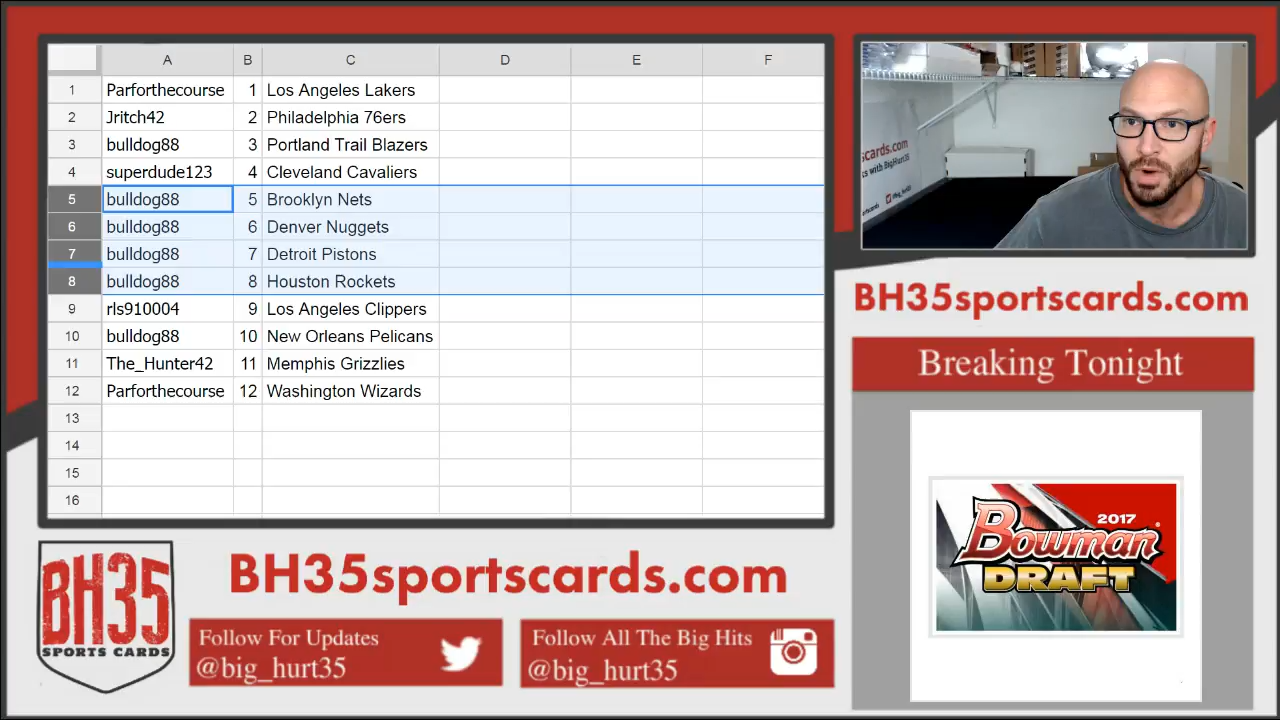 A B C D E F
1 Parforthecourse 1 Los Angeles Lakers
2 Jritch42 2 Philadelphia 76ers
3 bulldog88 3 Portland Trail Blazers
4 superdude123 4 Cleveland Cavaliers
5 bulldog88 5 Brooklyn Nets
6 bulldog88 6 Denver Nuggets
7 bulldog88 7 Detroit Pistons
8 bulldog88 8 Houston Rockets
9 rls910004 9 Los Angeles Clippers
10 bulldog88 10 New Orleans Pelicans
11 The_Hunter42 11 Memphis Grizzlies
12 Parforthecourse 12 Washington Wizards
13
14
15
16
BH35sportscards.com
Breaking Tonight
2017
Bowman
DRAFT
BH35
SPORTS CARDS
BH35sportscards.com
Follow For Updates
@big_hurt35
Follow All The Big Hits
@big_hurt35